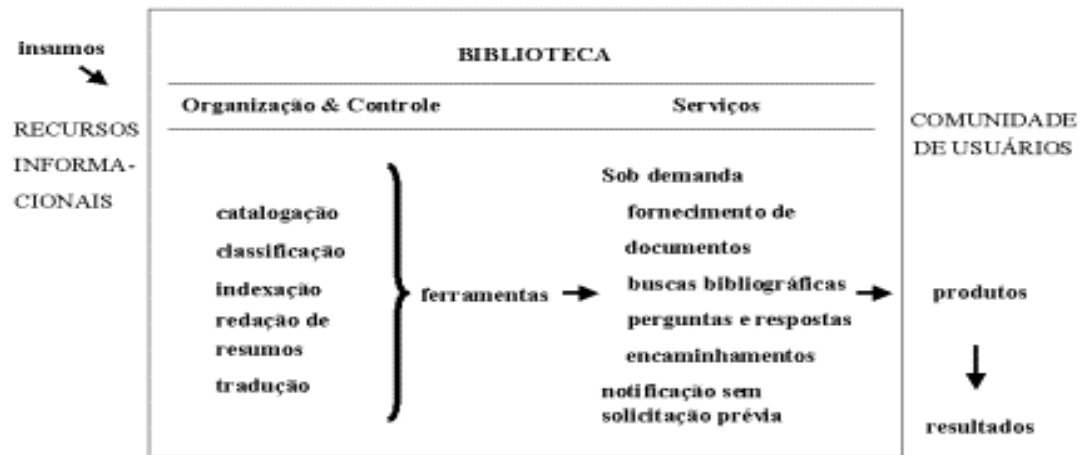 insumos
RECURSOS
INFORMA-
CIONAIS
BIBLIOTECA
Organização & Controle
Serviços
catalogação
classificação
indexação
redação de
resumos
tradução
ferramentas
Sob demanda
fornecimento de
documentos
buscas bibliográficas
perguntas e respostas
encaminhamentos
notificação sem
solicitação prévia
COMUNIDADE
DE USUÁRIOS
produtos
resultados